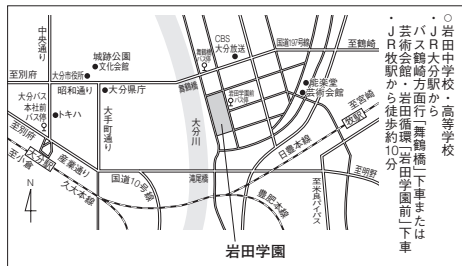 ○岩田中学校・高等学校
・JR大分駅から
バス鶴崎方面行「舞鶴橋」下車または
芸術会館・岩田循環「岩田学園前」下車
・JR牧駅から徒歩約10分
中央通り
至別府
城跡公園
文化会館
大分市役所
舞鶴橋
バス停
CBS
大分放送
国道197号線
至鶴崎
昭和通り
大分県庁
舞鶴橋
岩田学園前
バス停
能楽堂
芸術会館
至宮崎
大分バス
本社前
バス停
トキハ
大手町通り
大分川
牧駅
至別府
至小倉
大分駅
産業通り
日豊本線
久大本線
国道10号線
滝尾橋
豊肥本線
至米良バイパス
至明野
N
岩田学園